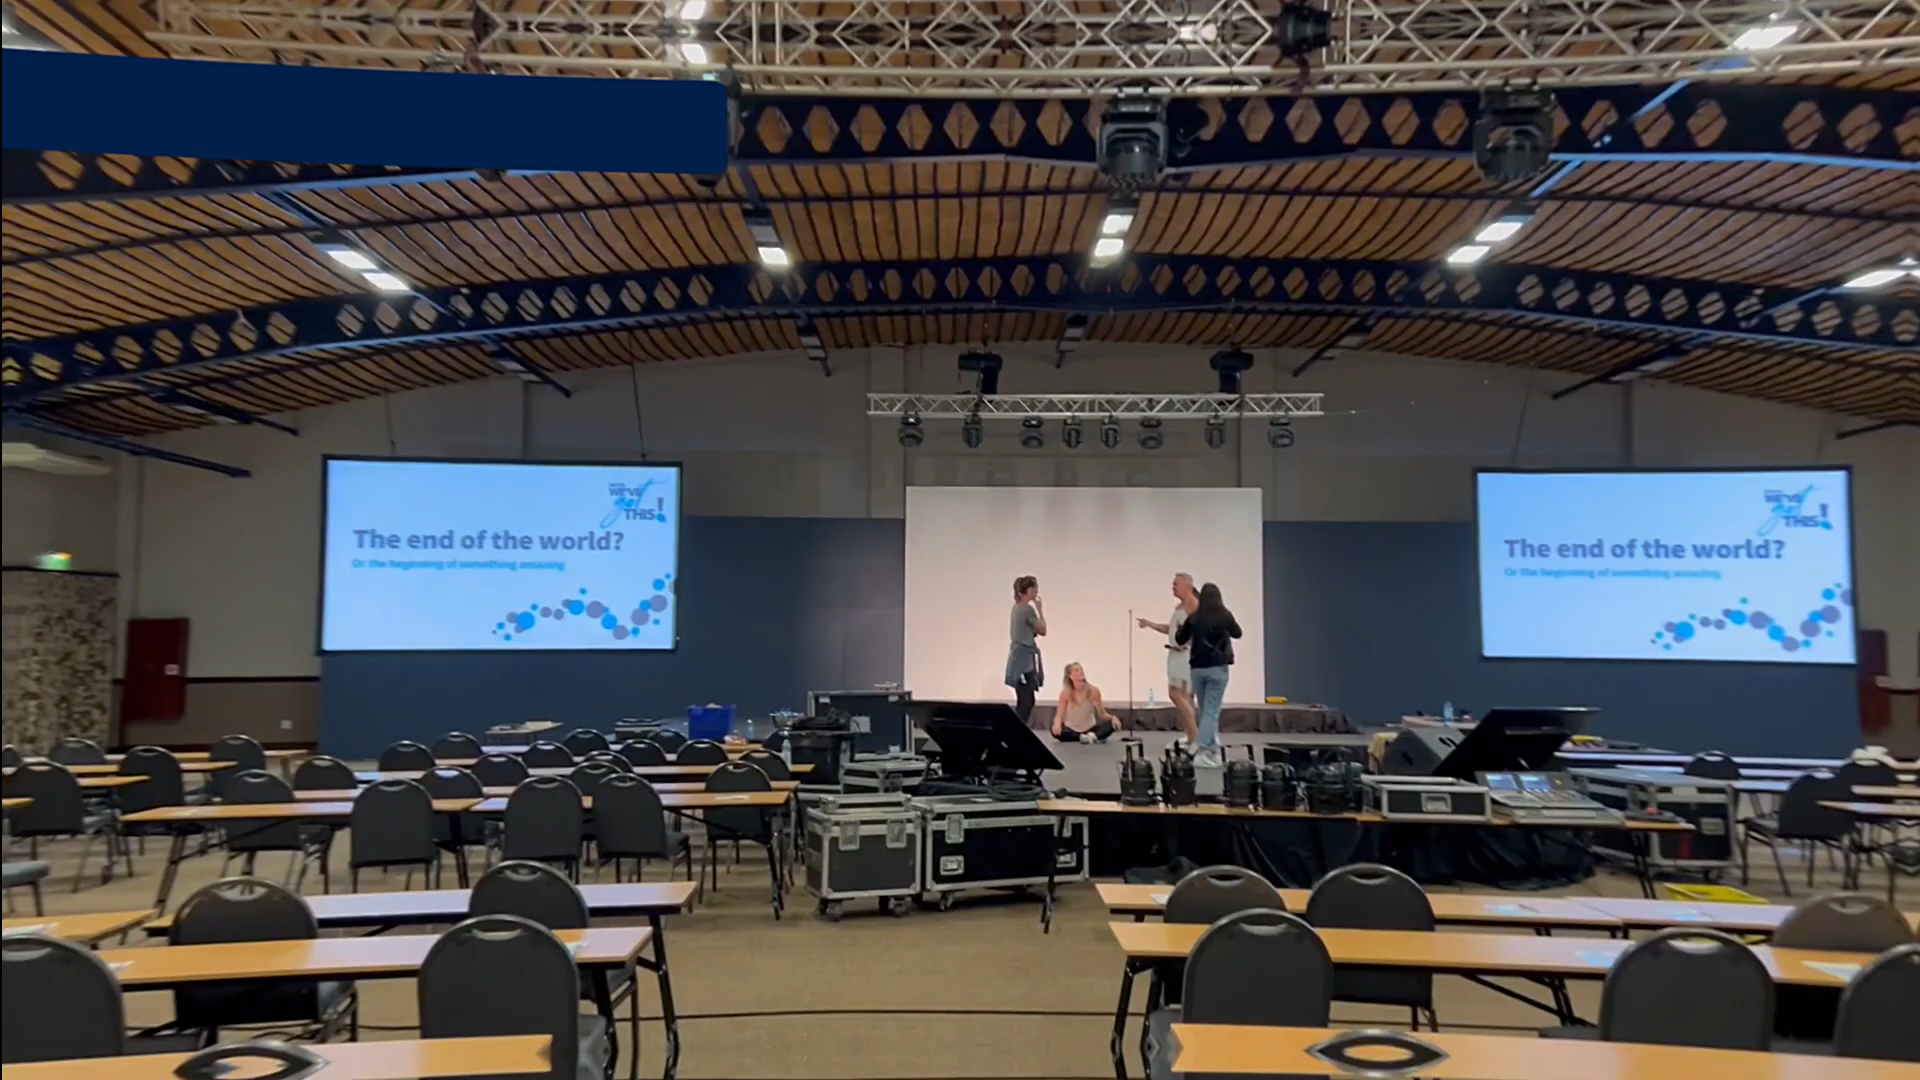 WE'VE
got
THIS!
The end of the world?
Or the beginning of something amazing
WE'VE
got
THIS!
The end of the world?
Or the beginning of something amazing